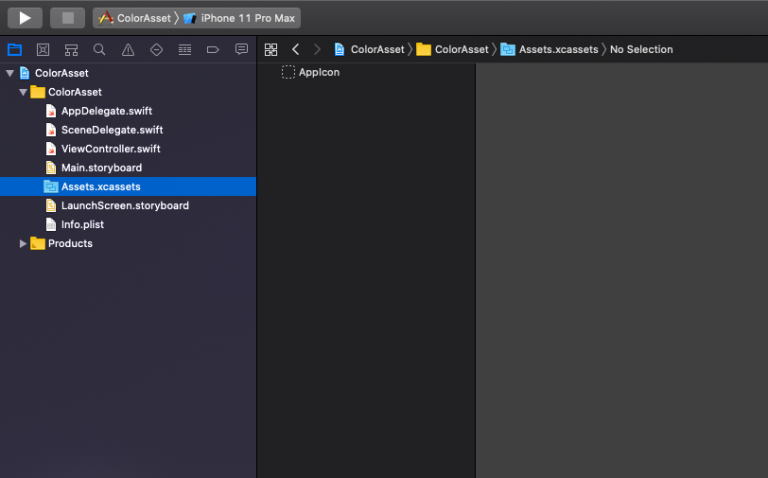 ColorAsset 〉 iPhone 11 Pro Max
ColorAsset 〉 ColorAsset 〉 Assets.xcassets 〉 No Selection
ColorAsset
ColorAsset
AppDelegate.swift
SceneDelegate.swift
ViewController.swift
Main.storyboard
Assets.xcassets
LaunchScreen.storyboard
Info.plist
Products
AppIcon